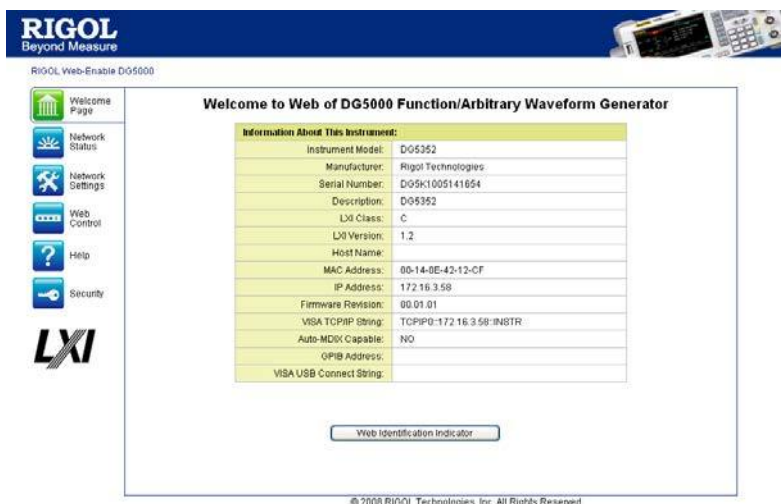 RIGOL
Beyond Measure
RIGOL Web-Enable DG5000
Welcome Page
Network Status
Network Settings
Web Control
Help
Security
LXI
Welcome to Web of DG5000 Function/Arbitrary Waveform Generator
Information About This Instrument:
Instrument Model: DG5352
Manufacturer: Rigol Technologies
Serial Number: DG5K1005141654
Description: DG5352
LXI Class: C
LXI Version: 1.2
Host Name:
MAC Address: 00-14-0E-42-12-CF
IP Address: 172.16.3.58
Firmware Revision: 00.01.01
VISA TCP/IP String: TCPIP0::172.16.3.58::INSTR
Auto-MDIX Capable: NO
GPIB Address:
VISA USB Connect String:
Web Identification Indicator
© 2008 RIGOL Technologies, Inc. All Rights Reserved.